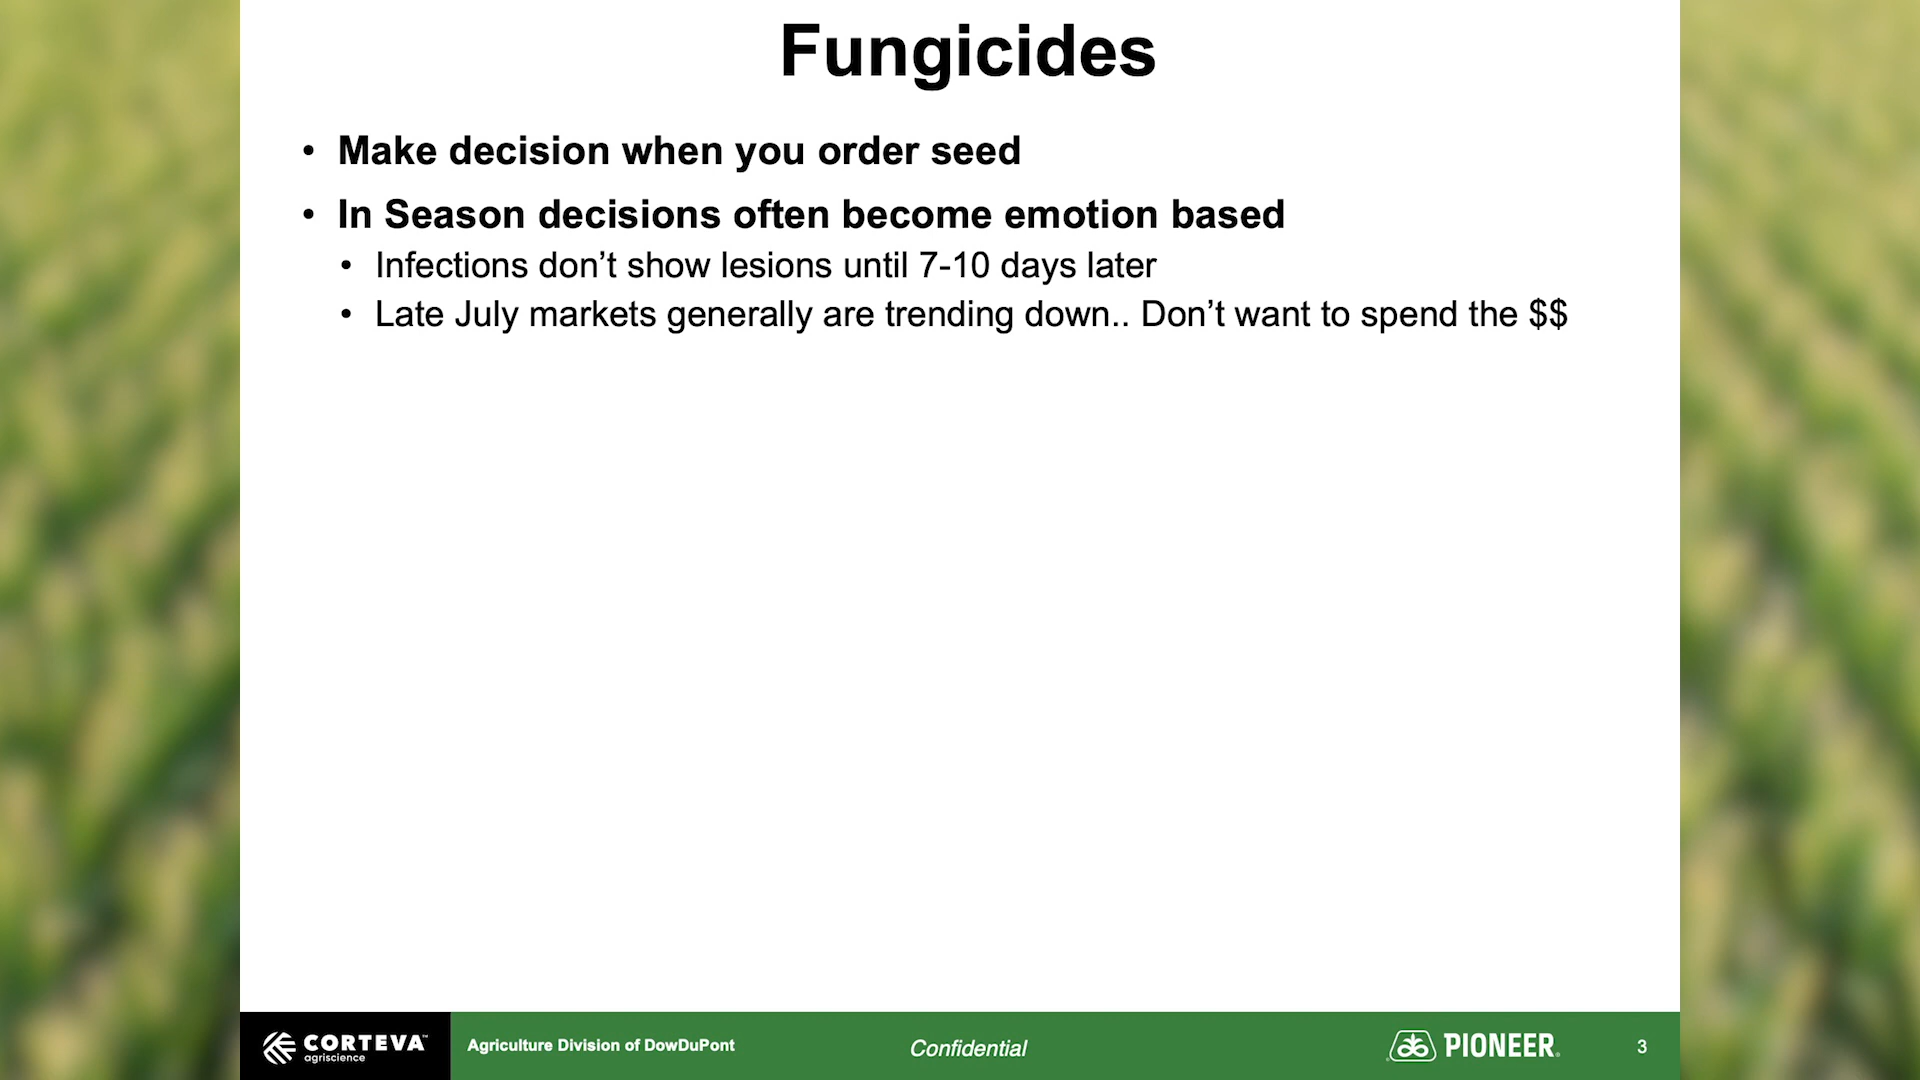 Fungicides
• Make decision when you order seed
• In Season decisions often become emotion based
• Infections don’t show lesions until 7-10 days later
• Late July markets generally are trending down.. Don’t want to spend the $$
CORTEVA™
agriscience
Agriculture Division of DowDuPont
Confidential
PIONEER®
3